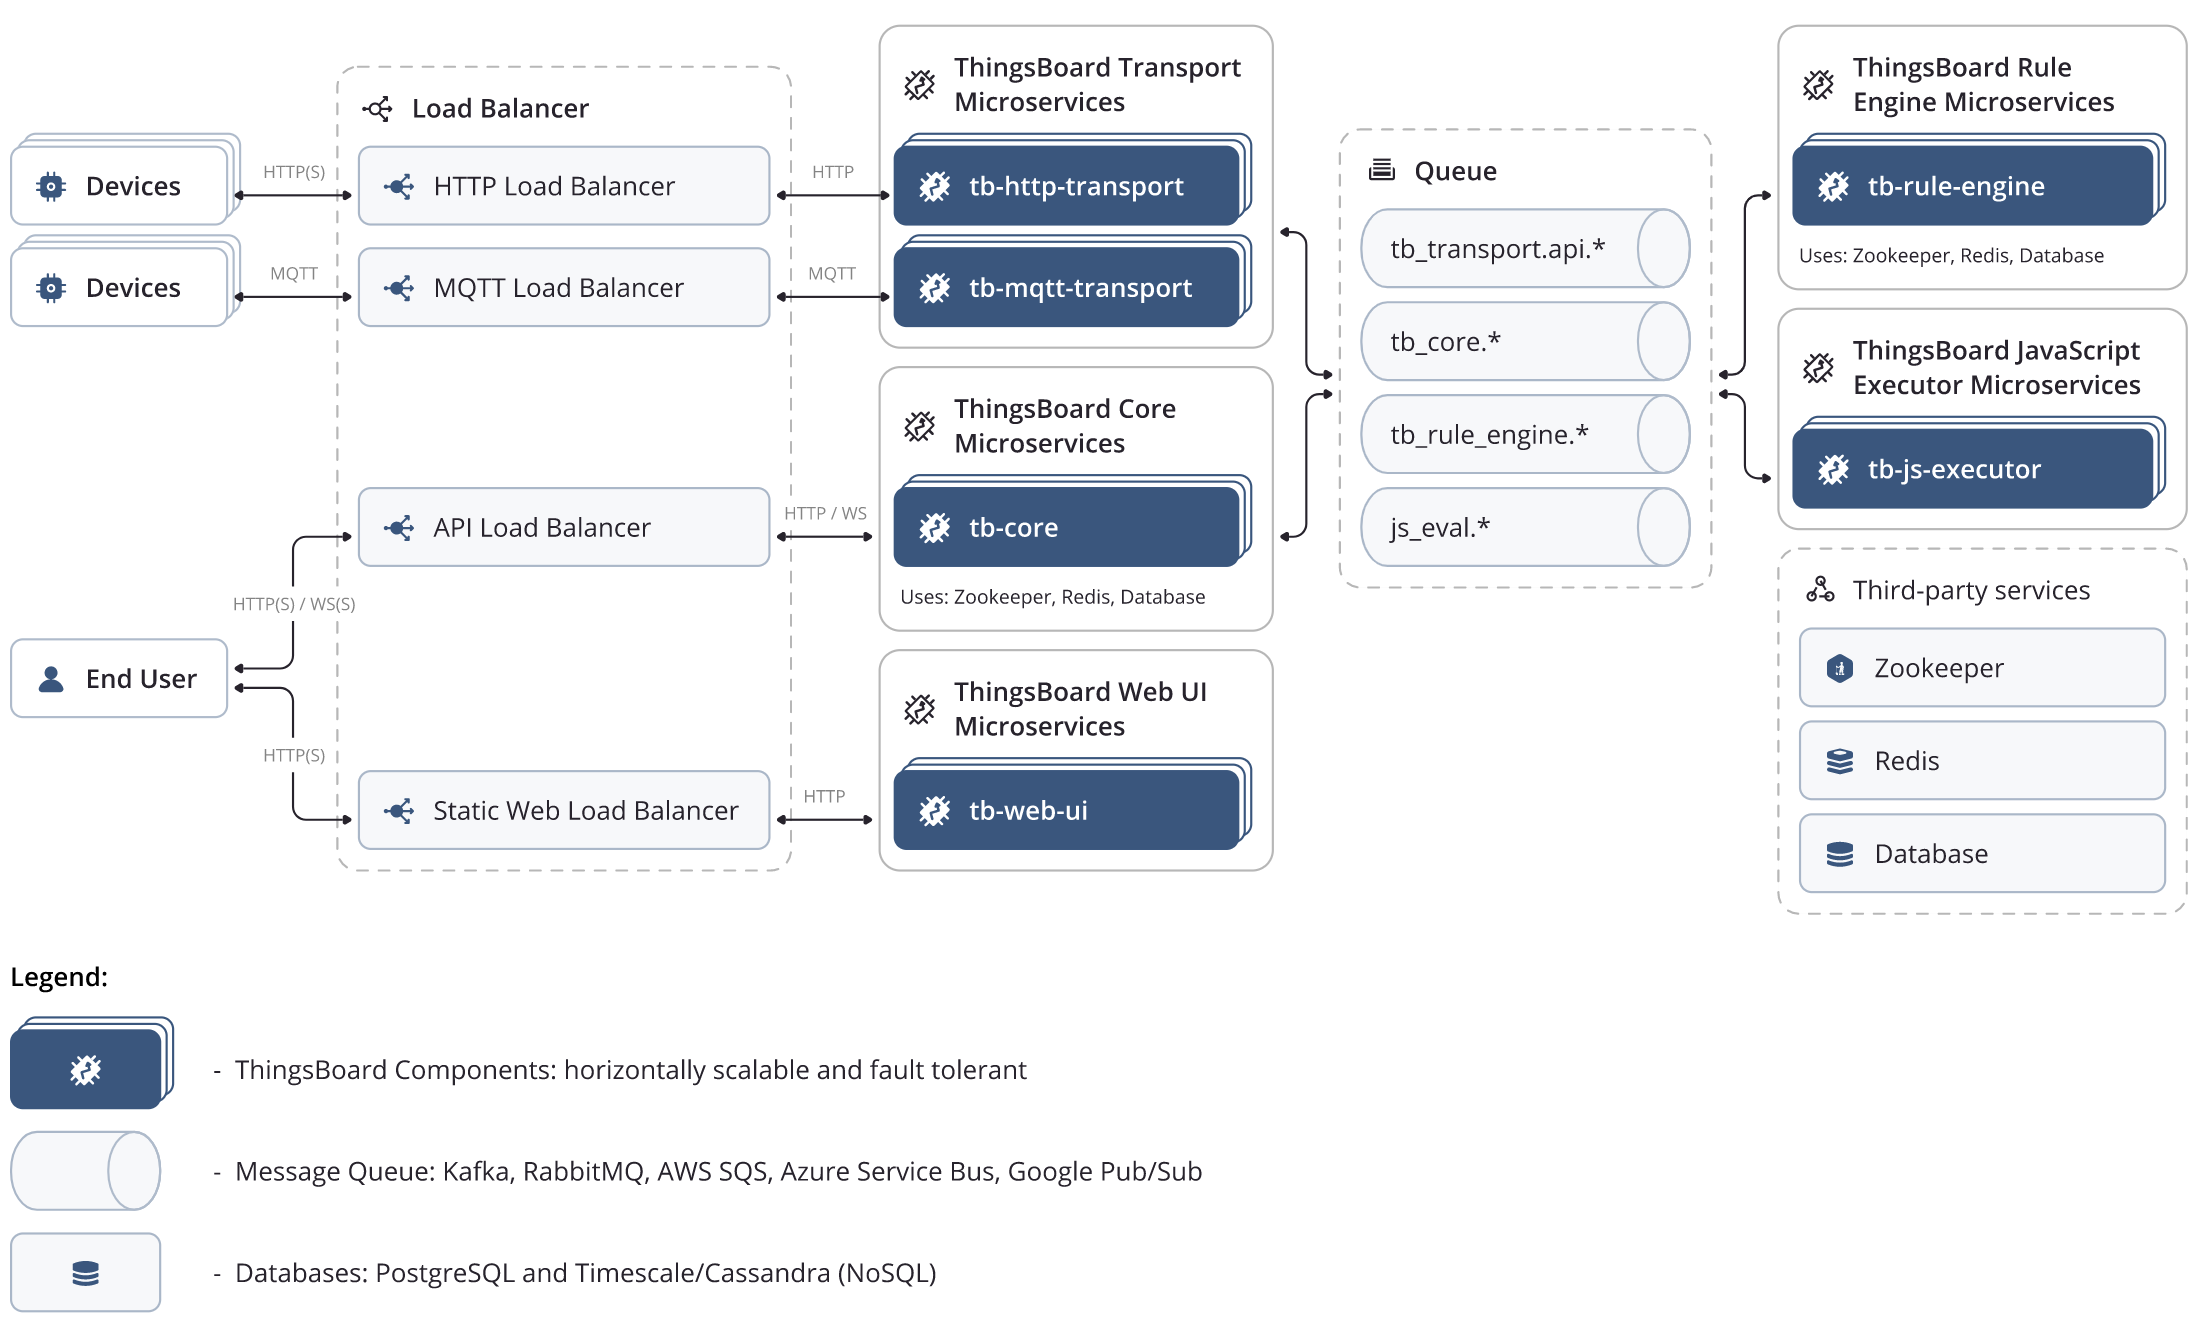 Devices
Devices
HTTP(S)
MQTT
End User
HTTP(S) / WS(S)
HTTP(S)
Load Balancer
HTTP Load Balancer
MQTT Load Balancer
API Load Balancer
Static Web Load Balancer
HTTP
MQTT
HTTP / WS
HTTP
ThingsBoard Transport
Microservices
tb-http-transport
tb-mqtt-transport
ThingsBoard Core
Microservices
tb-core
Uses: Zookeeper, Redis, Database
ThingsBoard Web UI
Microservices
tb-web-ui
Queue
tb_transport.api.*
tb_core.*
tb_rule_engine.*
js_eval.*
ThingsBoard Rule
Engine Microservices
tb-rule-engine
Uses: Zookeeper, Redis, Database
ThingsBoard JavaScript
Executor Microservices
tb-js-executor
Third-party services
Zookeeper
Redis
Database
Legend:
- ThingsBoard Components: horizontally scalable and fault tolerant
- Message Queue: Kafka, RabbitMQ, AWS SQS, Azure Service Bus, Google Pub/Sub
- Databases: PostgreSQL and Timescale/Cassandra (NoSQL)